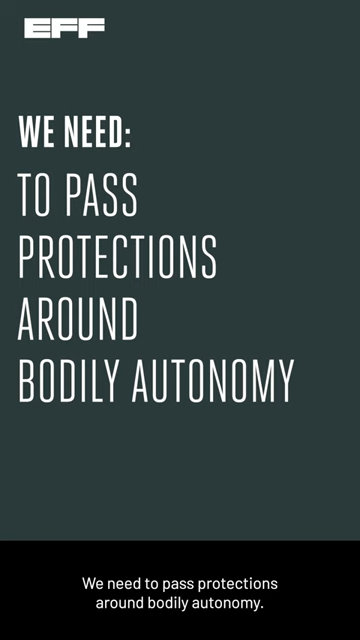 EFF
WE NEED:
TO PASS
PROTECTIONS
AROUND
BODILY AUTONOMY
We need to pass protections
around bodily autonomy.